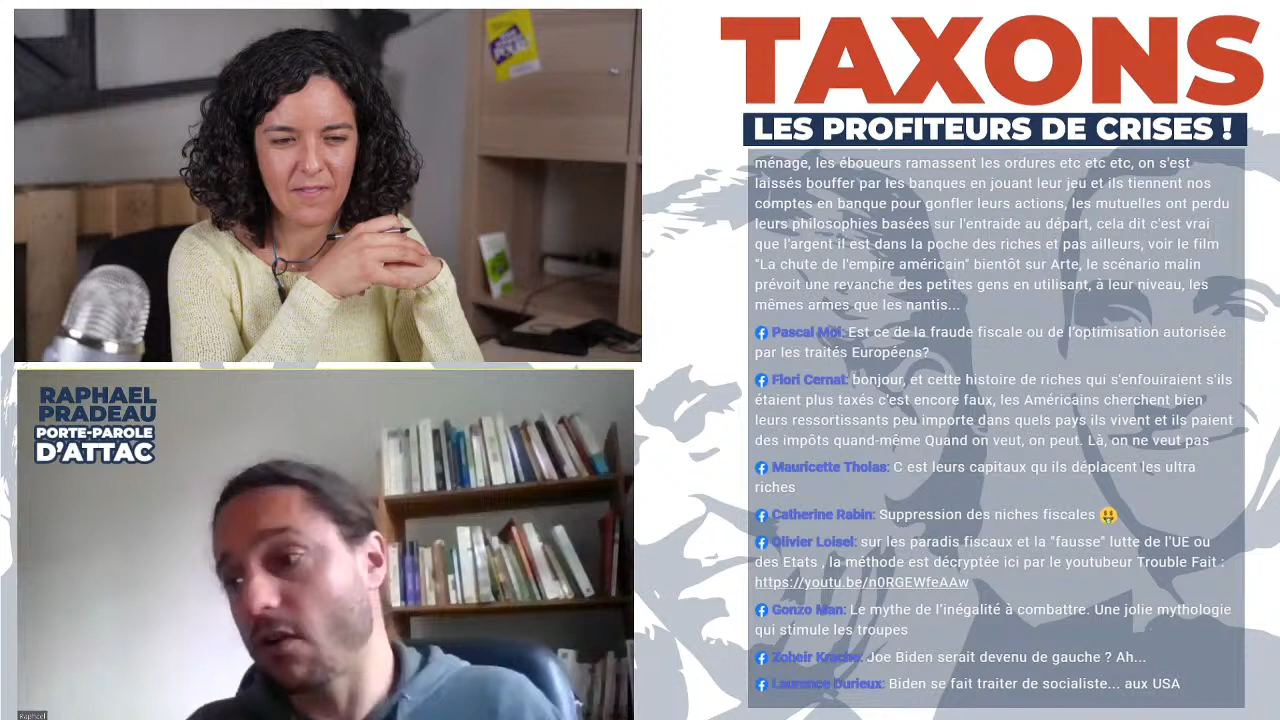 TAXONS
LES PROFITEURS DE CRISES !
RAPHAEL
PRADEAU
PORTE-PAROLE
D'ATTAC
Raphael
ménage, les éboueurs ramassent les ordures etc etc etc, on s'est
laissés bouffer par les banques en jouant leur jeu et ils tiennent nos
comptes en banque pour gonfler leurs actions, les mutuelles ont perdu
leurs philosophies basées sur l'entraide au départ, cela dit c'est vrai
que l'argent il est dans la poche des riches et pas ailleurs, voir le film
"La chute de l'empire américain" bientôt sur Arte, le scénario malin
prévoit une revanche des petites gens en utilisant, à leur niveau, les
mêmes armes que les nantis...
Pascal Moi: Est ce de la fraude fiscale ou de l'optimisation autorisée
par les traités Européens?
Flori Cernat: bonjour, et cette histoire de riches qui s'enfouiraient s'ils
étaient plus taxés c'est encore faux, les Américains cherchent bien
leurs ressortissants peu importe dans quels pays ils vivent et ils paient
des impôts quand-même Quand on veut, on peut. Là, on ne veut pas
Mauricette Tholas: C est leurs capitaux qu ils déplacent les ultra
riches
Catherine Rabin: Suppression des niches fiscales 🤑
Olivier Loisel: sur les paradis fiscaux et la "fausse" lutte de l'UE ou
des Etats , la méthode est décryptée ici par le youtubeur Trouble Fait :
https://youtu.be/n0RGEWfeAAw
Gonzo Man: Le mythe de l'inégalité à combattre. Une jolie mythologie
qui stimule les troupes
Zoheir Krache: Joe Biden serait devenu de gauche ? Ah...
Laurence Durieux: Biden se fait traiter de socialiste... aux USA